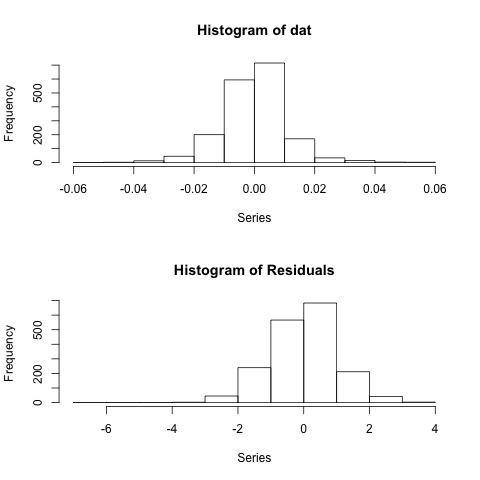 Histogram of dat
Frequency
500
200
0
-0.06 -0.04 -0.02 0.00 0.02 0.04 0.06
Series
Histogram of Residuals
Frequency
500
200
0
-6 -4 -2 0 2 4
Series